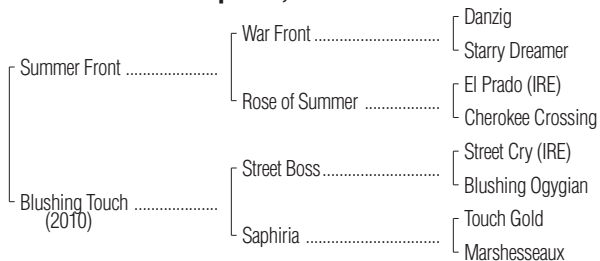 Danzig
War Front
Starry Dreamer
Summer Front
El Prado (IRE)
Rose of Summer
Cherokee Crossing
Street Cry (IRE)
Street Boss
Blushing Ogygian
Blushing Touch
(2010)
Touch Gold
Saphiria
Marshesseaux